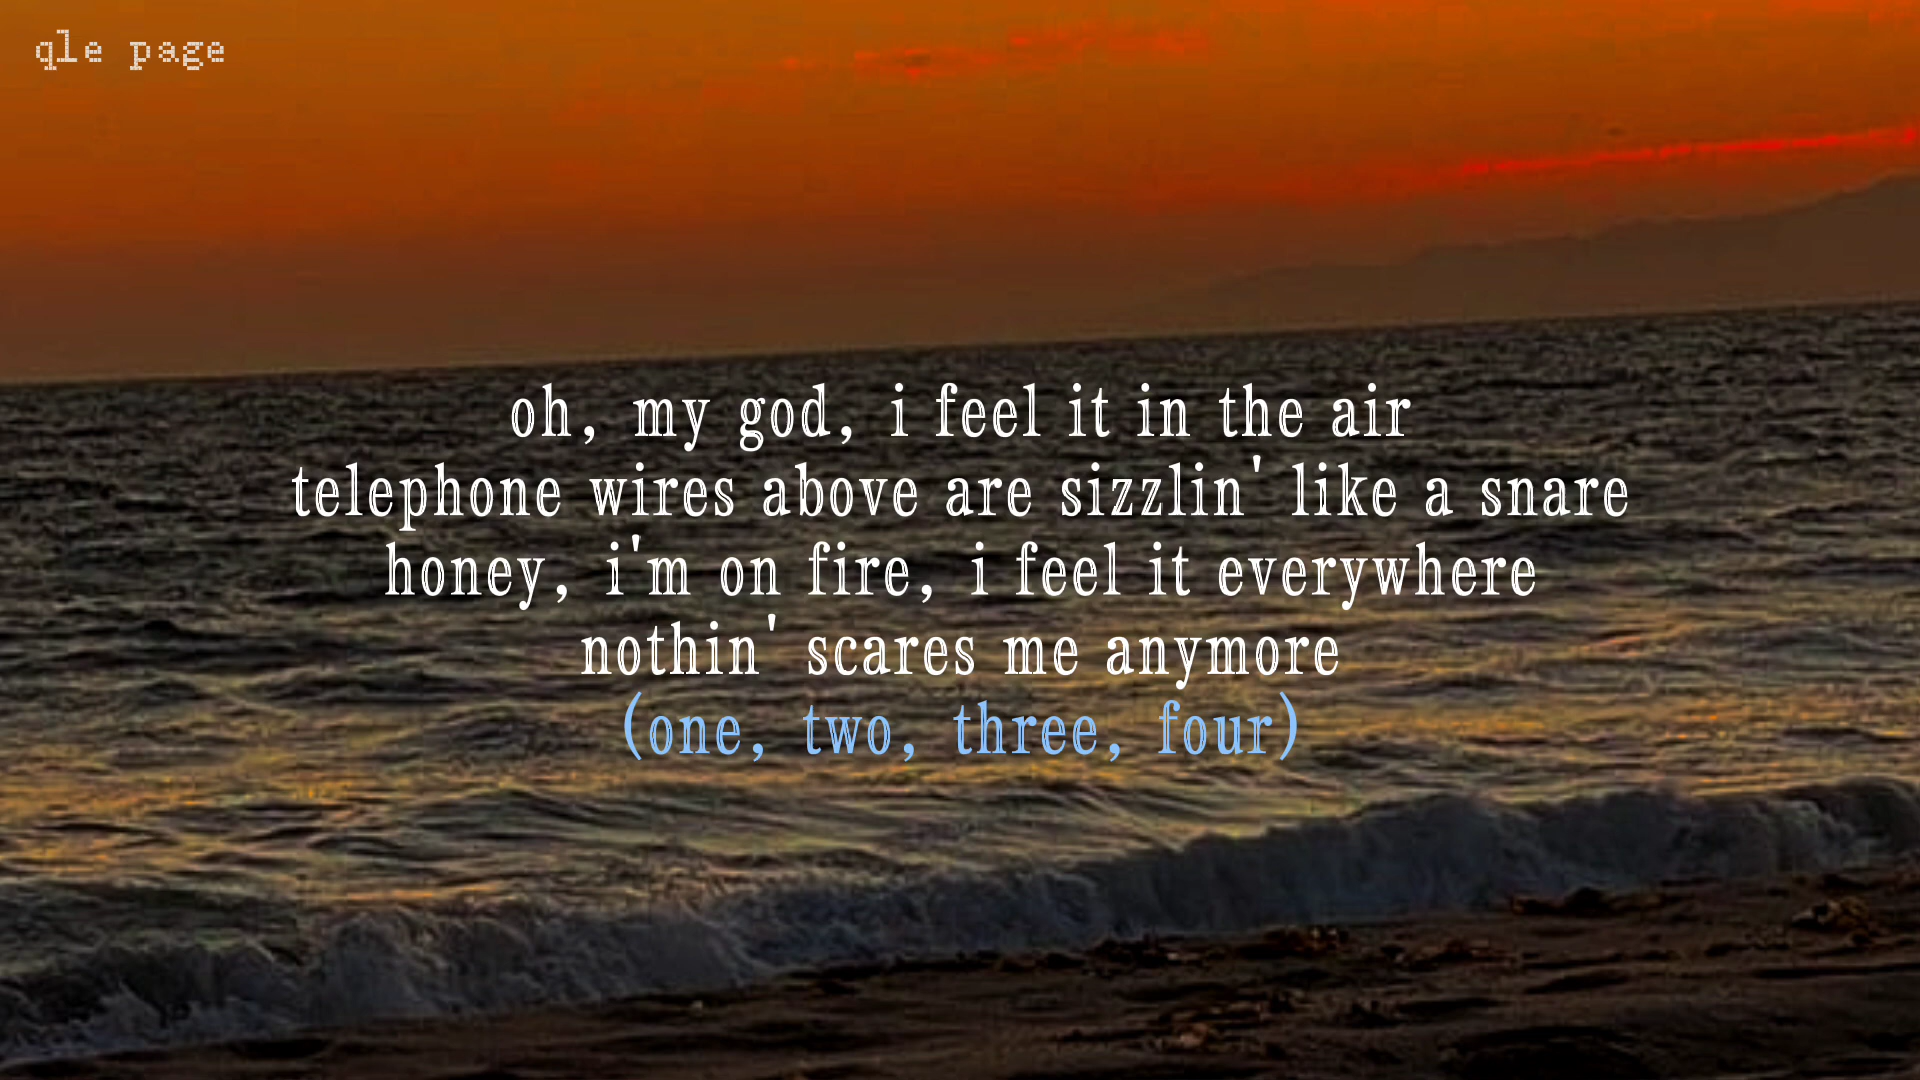 qle page
oh, my god, i feel it in the air
telephone wires above are sizzlin' like a snare
honey, i'm on fire, i feel it everywhere
nothin' scares me anymore
(one, two, three, four)